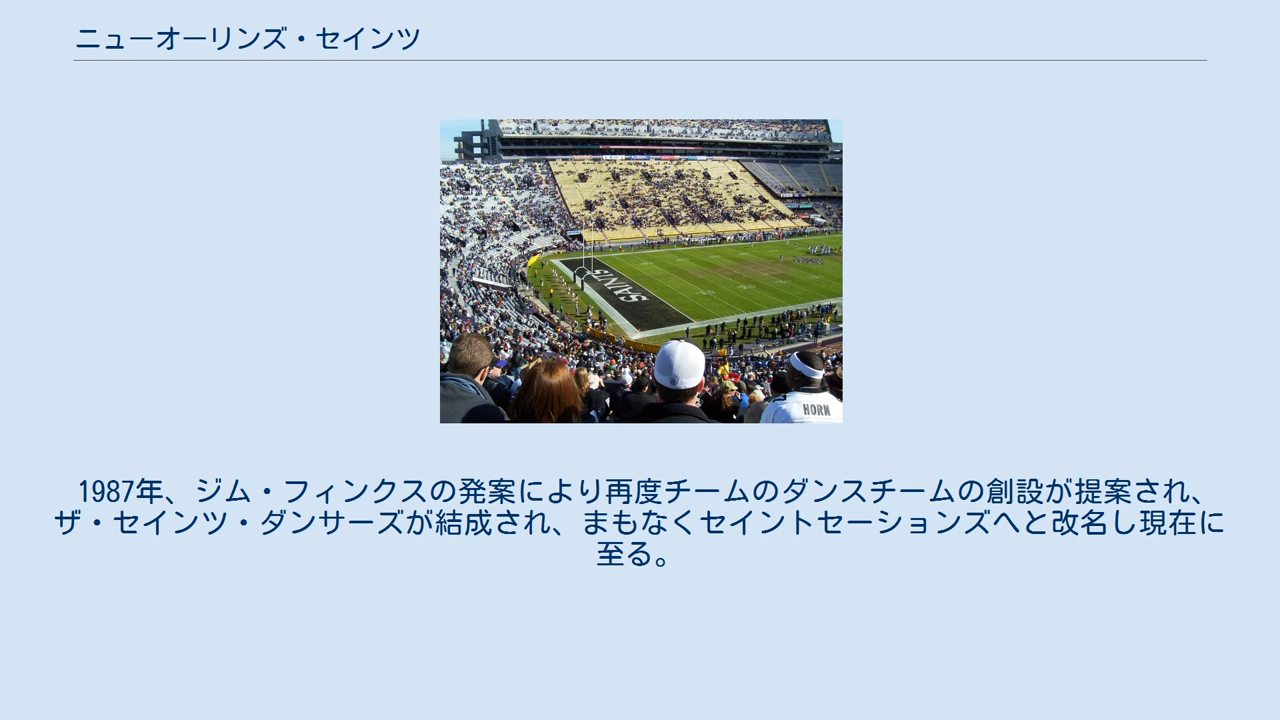 ニューオーリンズ・セインツ
SAINTS
HORN
1987年、ジム・フィンクスの発案により再度チームのダンスチームの創設が提案され、
ザ・セインツ・ダンサーズが結成され、まもなくセイントセーションズへと改名し現在に
至る。